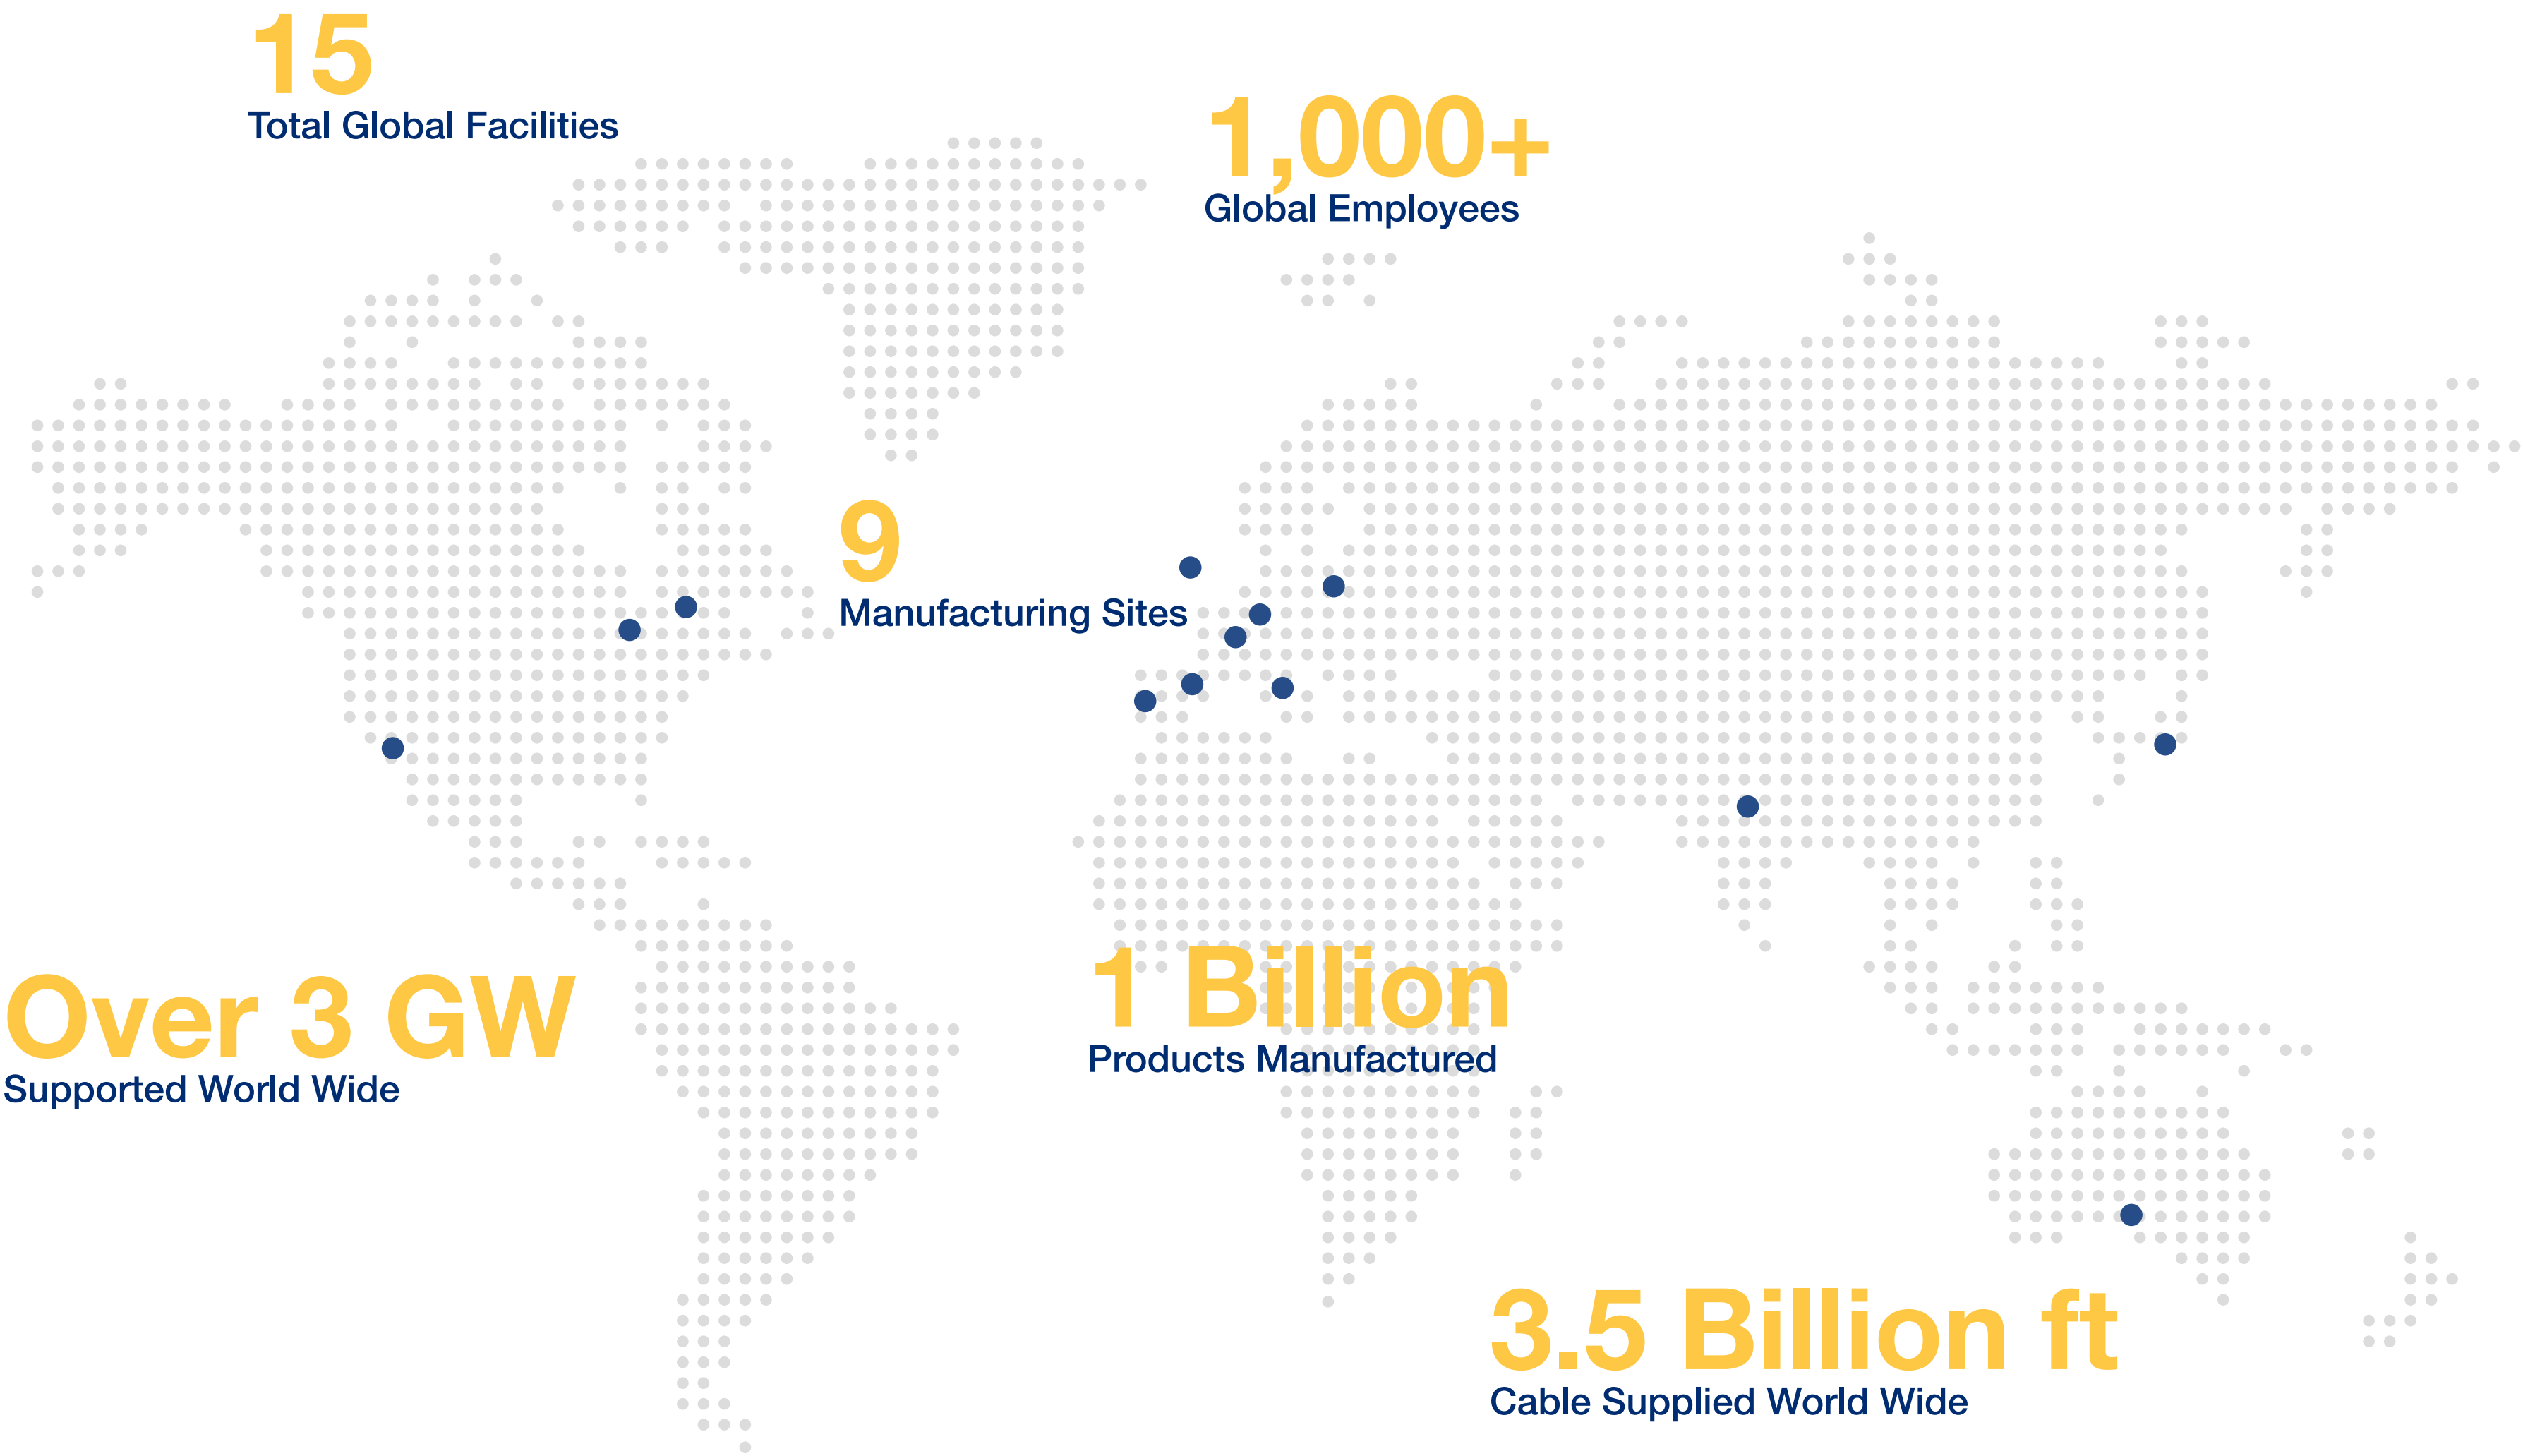 15
Total Global Facilities
1,000+
Global Employees
9
Manufacturing Sites
Over 3 GW
Supported World Wide
1 Billion
Products Manufactured
3.5 Billion ft
Cable Supplied World Wide